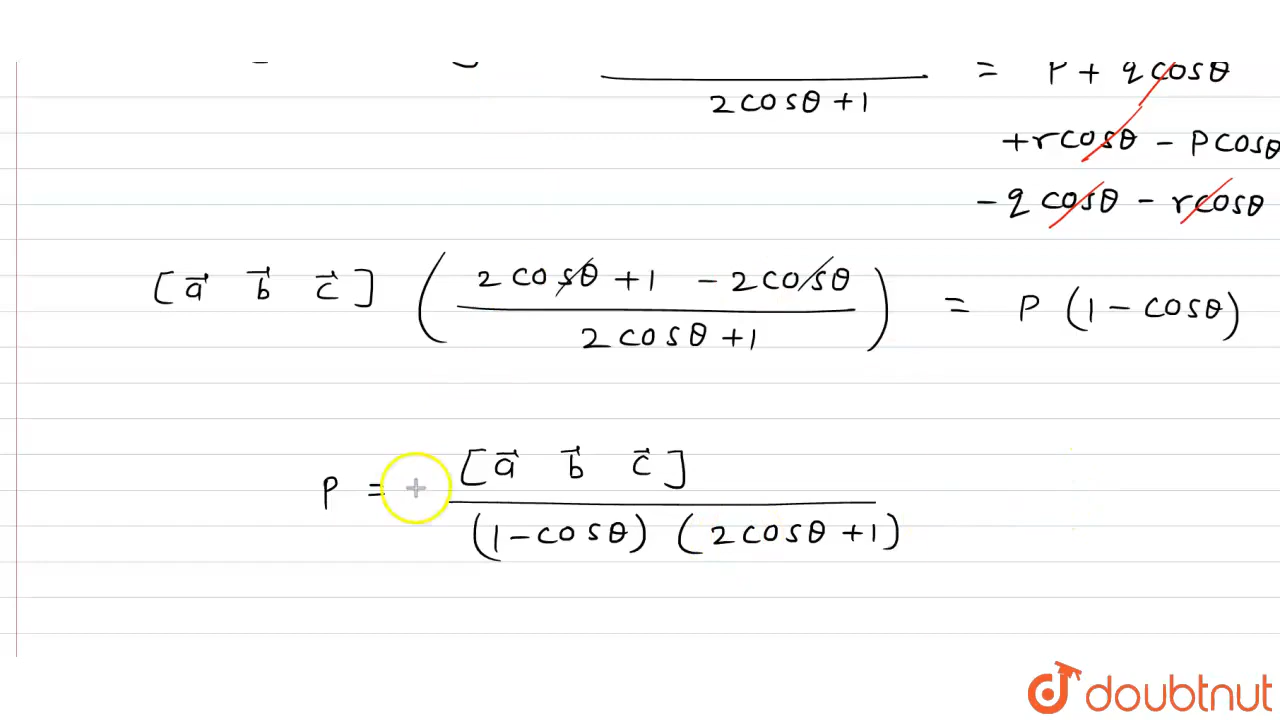 = P + q cosθ
2cosθ + 1
+ r cosθ - P cosθ
- q cosθ - r cosθ
[a⃗ b⃗ c⃗] (2cosθ + 1 - 2cosθ / 2cosθ + 1) = P (1 - cosθ)
P = [a⃗ b⃗ c⃗] / (1 - cosθ) (2cosθ + 1)
doubtnut